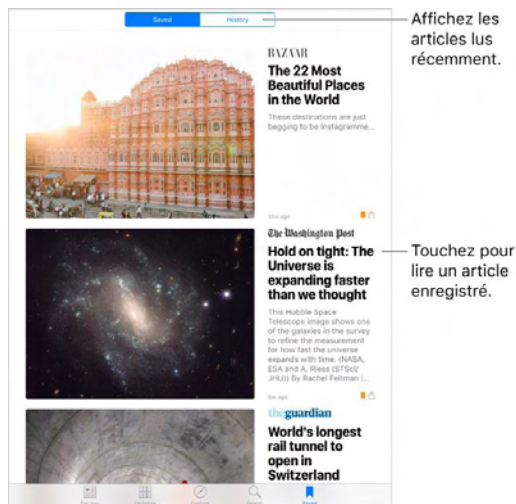 Saved
History
Affichez les
articles lus
récemment.
BAZAAR
The 22 Most
Beautiful Places
in the World
These destinations are just
begging to be Instagramme...
The Washington Post
Hold on tight: The
Universe is
expanding faster
than we thought
Touchez pour
lire un article
enregistré.
This Hubble Space
Telescope image shows one
of the galaxies in the survey
to refine the measurement
for how fast the universe
expands with time. (NASA,
ESA and A. Riess (STScI/
JHU)) By Rachel Feltman |...
the guardian
World's longest
rail tunnel to
open in
Switzerland
Saved